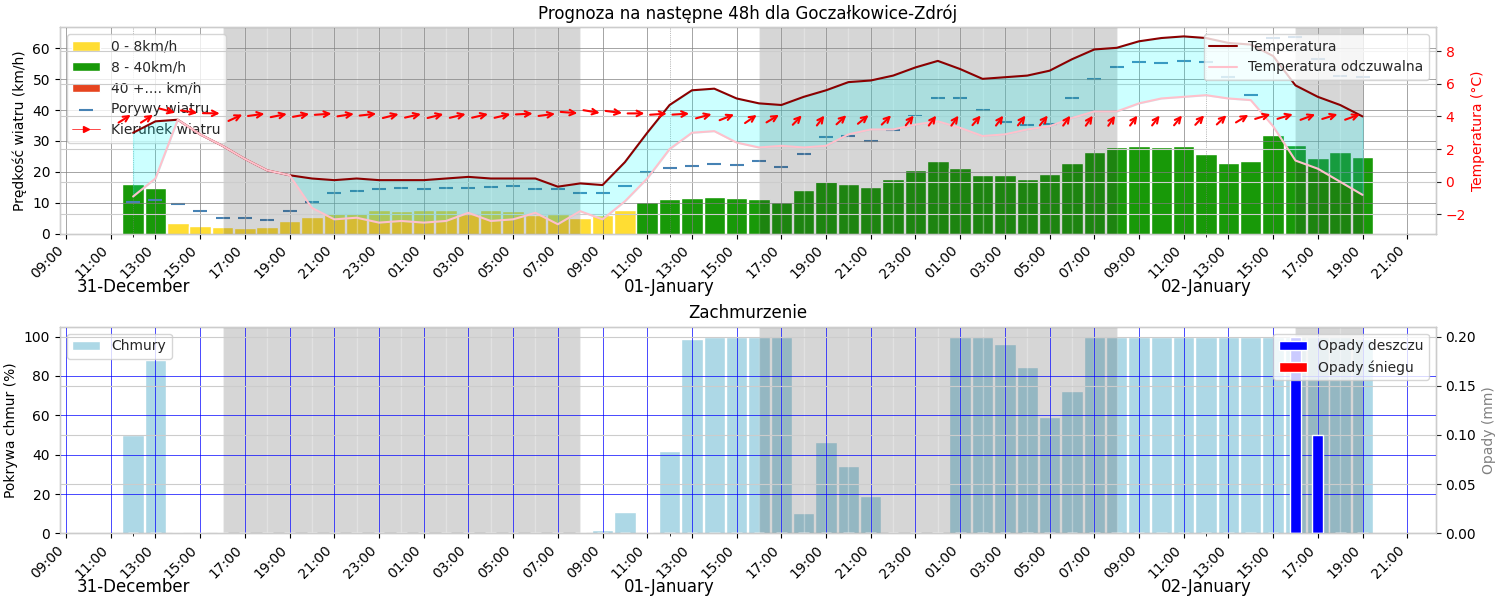 Prognoza na następne 48h dla Goczałkowice-Zdrój
Prędkość wiatru (km/h)
60
50
40
30
20
10
0
0 - 8km/h
8 - 40km/h
40 +.... km/h
Porywy wiatru
Kierunek wiatru
Temperatura
Temperatura odczuwalna
8
6
4
2
0
−2
Temperatura (°C)
09:00 11:00 13:00 15:00 17:00 19:00 21:00 23:00 01:00 03:00 05:00 07:00 09:00 11:00 13:00 15:00 17:00 19:00 21:00 23:00 01:00 03:00 05:00 07:00 09:00 11:00 13:00 15:00 17:00 19:00 21:00
31-December 01-January 02-January
Zachmurzenie
Pokrywa chmur (%)
100
80
60
40
20
0
Chmury
Opady deszczu
Opady śniegu
0.20
0.15
0.10
0.05
0.00
Opady (mm)
09:00 11:00 13:00 15:00 17:00 19:00 21:00 23:00 01:00 03:00 05:00 07:00 09:00 11:00 13:00 15:00 17:00 19:00 21:00 23:00 01:00 03:00 05:00 07:00 09:00 11:00 13:00 15:00 17:00 19:00 21:00
31-December 01-January 02-January